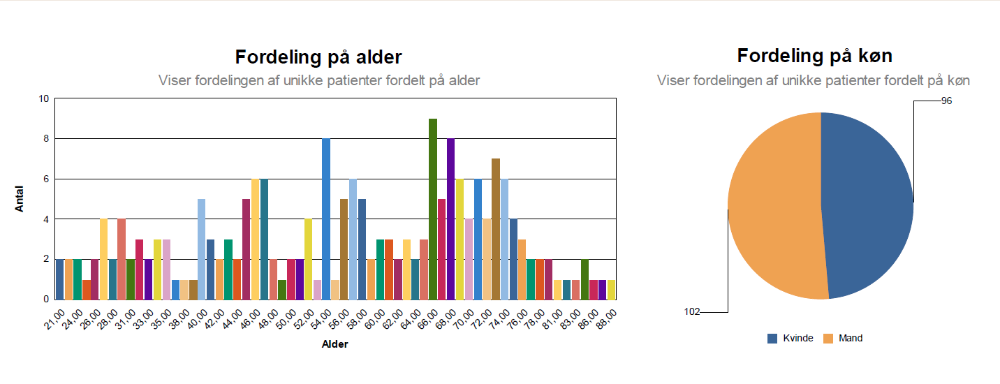 Fordeling på alder
Viser fordelingen af unikke patienter fordelt på alder
10
8
6
4
2
0
Antal
21,00 24,00 26,00 28,00 31,00 33,00 35,00 38,00 40,00 42,00 44,00 46,00 48,00 50,00 52,00 54,00 56,00 58,00 60,00 62,00 64,00 66,00 68,00 70,00 72,00 74,00 76,00 78,00 81,00 83,00 86,00 88,00
Alder
Fordeling på køn
Viser fordelingen af unikke patienter fordelt på køn
96
102
Kvinde Mand